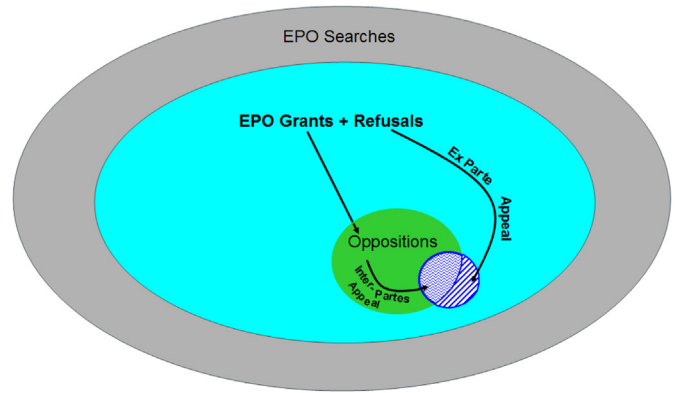 EPO Searches
EPO Grants + Refusals
Ex Parte
Appeal
Oppositions
Inter- Partes
Appeal